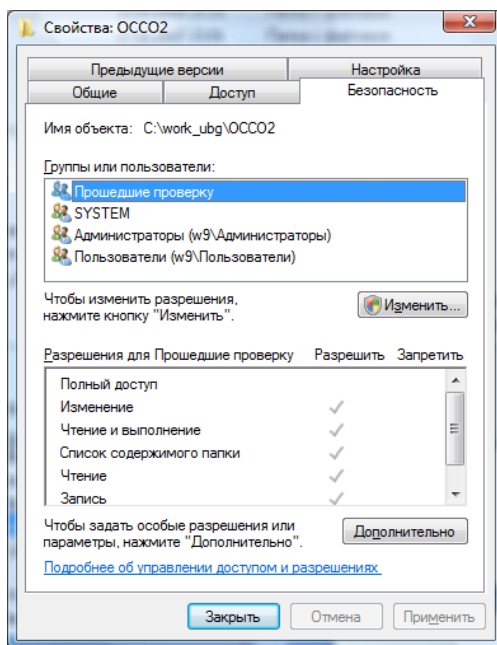 Свойства: ОССО2
Предыдущие версии Настройка
Общие Доступ Безопасность
Имя объекта: C:\work_ubg\ОССО2
Группы или пользователи:
Прошедшие проверку
SYSTEM
Администраторы (w9\Администраторы)
Пользователи (w9\Пользователи)
Чтобы изменить разрешения,
нажмите кнопку "Изменить".
Изменить...
Разрешения для Прошедшие проверку Разрешить Запретить
Полный доступ
Изменение
Чтение и выполнение
Список содержимого папки
Чтение
Запись
Чтобы задать особые разрешения или
параметры, нажмите "Дополнительно".
Дополнительно
Подробнее об управлении доступом и разрешениях
Закрыть Отмена Применить